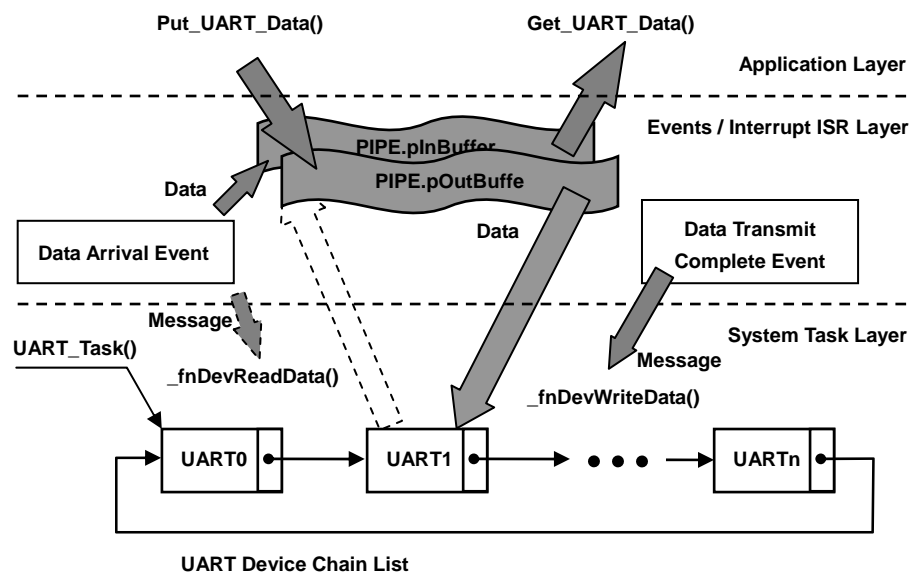 Put_UART_Data()
Get_UART_Data()
Application Layer
Events / Interrupt ISR Layer
PIPE.pInBuffer
PIPE.pOutBuffe
Data
Data
Data Arrival Event
Data Transmit
Complete Event
Message
System Task Layer
UART_Task()
Message
_fnDevReadData()
_fnDevWriteData()
UART0
UART1
UARTn
UART Device Chain List